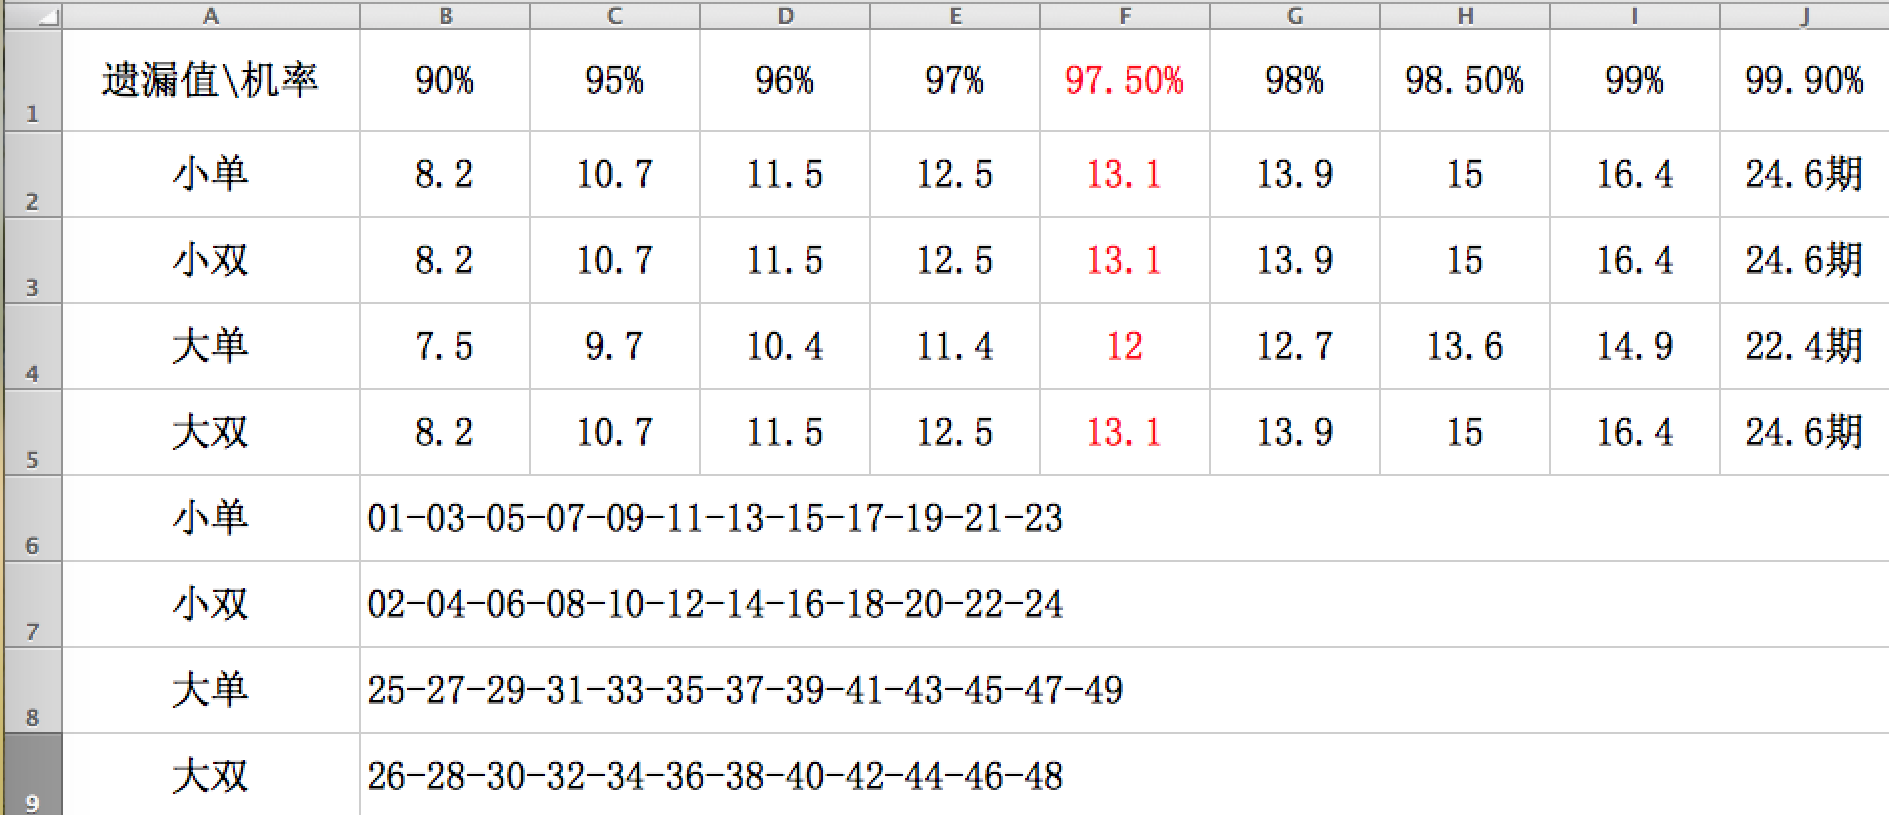 A B C D E F G H I J
1 遗漏值\机率 90% 95% 96% 97% 97.50% 98% 98.50% 99% 99.90%
2 小单 8.2 10.7 11.5 12.5 13.1 13.9 15 16.4 24.6期
3 小双 8.2 10.7 11.5 12.5 13.1 13.9 15 16.4 24.6期
4 大单 7.5 9.7 10.4 11.4 12 12.7 13.6 14.9 22.4期
5 大双 8.2 10.7 11.5 12.5 13.1 13.9 15 16.4 24.6期
6 小单 01-03-05-07-09-11-13-15-17-19-21-23
7 小双 02-04-06-08-10-12-14-16-18-20-22-24
8 大单 25-27-29-31-33-35-37-39-41-43-45-47-49
9 大双 26-28-30-32-34-36-38-40-42-44-46-48